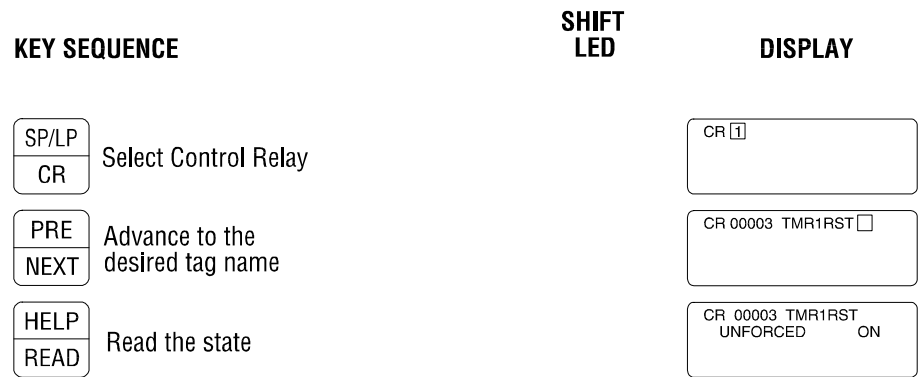 SHIFT
KEY SEQUENCE LED DISPLAY
SP/LP
CR
Select Control Relay
CR 1
PRE
NEXT
Advance to the
desired tag name
CR 00003 TMR1RST
HELP
READ
Read the state
CR 00003 TMR1RST
UNFORCED ON